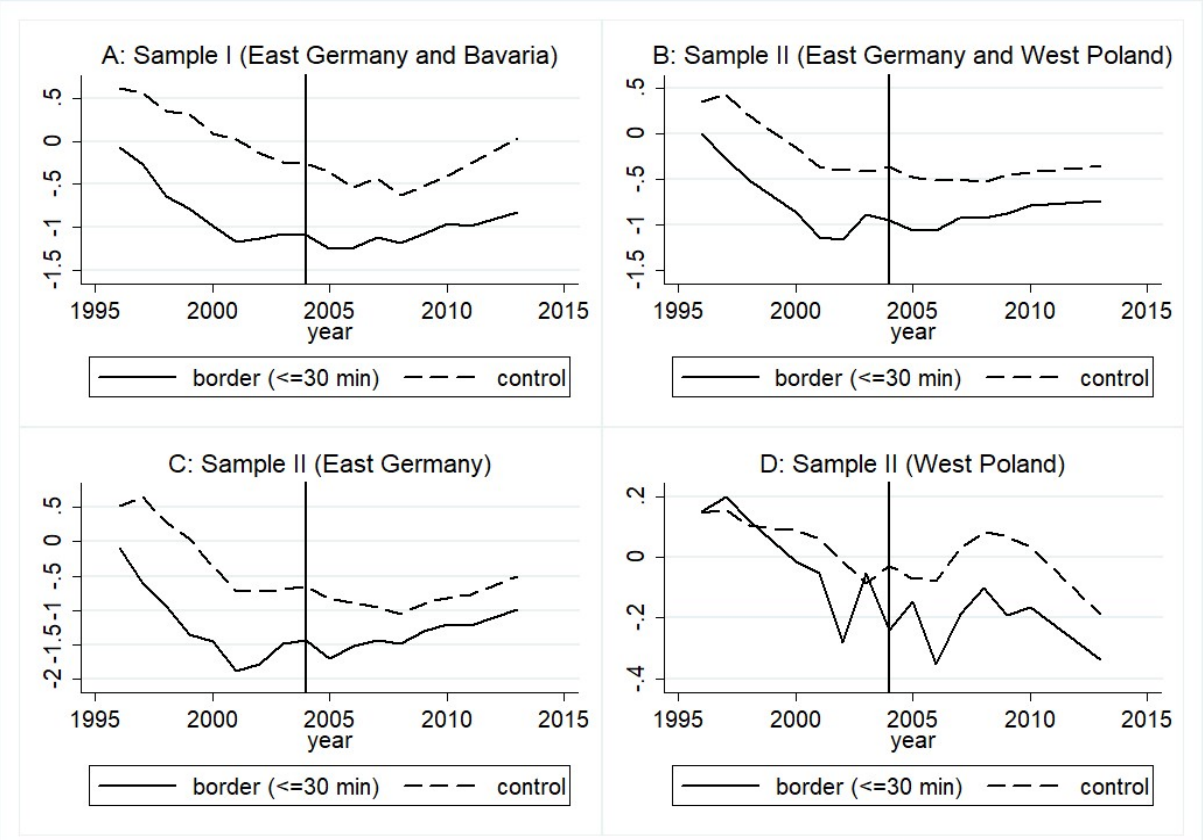 A: Sample I (East Germany and Bavaria)
.5
0
-.5
-1
-1.5
1995 2000 2005 2010 2015
year
border (<=30 min) control
B: Sample II (East Germany and West Poland)
.5
0
-.5
-1
-1.5
1995 2000 2005 2010 2015
year
border (<=30 min) control
C: Sample II (East Germany)
.5
0
-.5
-1
-1.5
-2
1995 2000 2005 2010 2015
year
border (<=30 min) control
D: Sample II (West Poland)
.2
0
-.2
-.4
1995 2000 2005 2010 2015
year
border (<=30 min) control